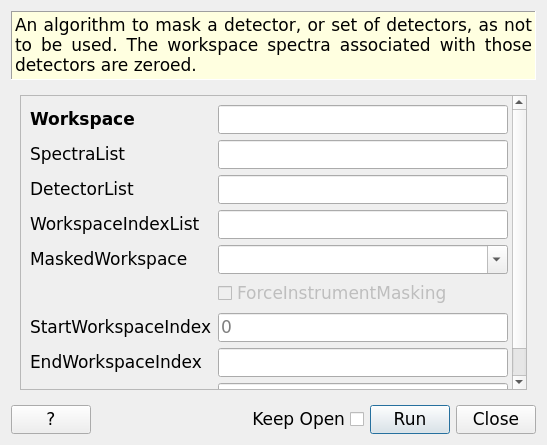 An algorithm to mask a detector, or set of detectors, as not
to be used. The workspace spectra associated with those
detectors are zeroed.
Workspace
SpectraList
DetectorList
WorkspaceIndexList
MaskedWorkspace
ForceInstrumentMasking
StartWorkspaceIndex 0
EndWorkspaceIndex
? Keep Open Run Close